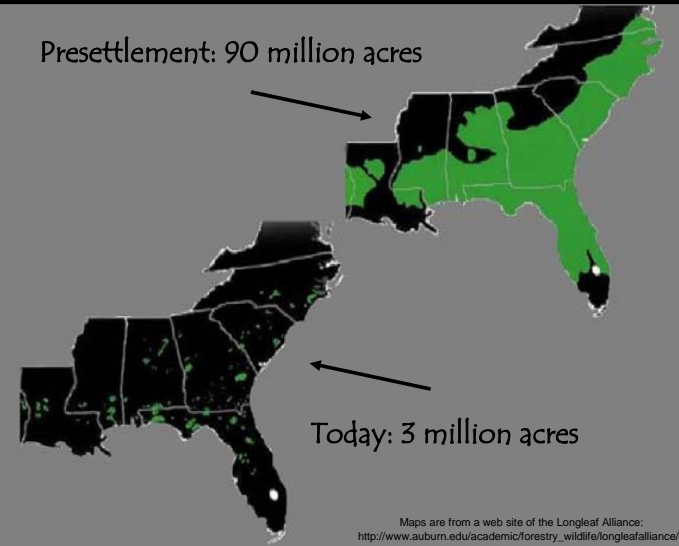 Presettlement: 90 million acres
Today: 3 million acres
Maps are from a web site of the Longleaf Alliance:
http://www.auburn.edu/academic/forestry_wildlife/longleafalliance/